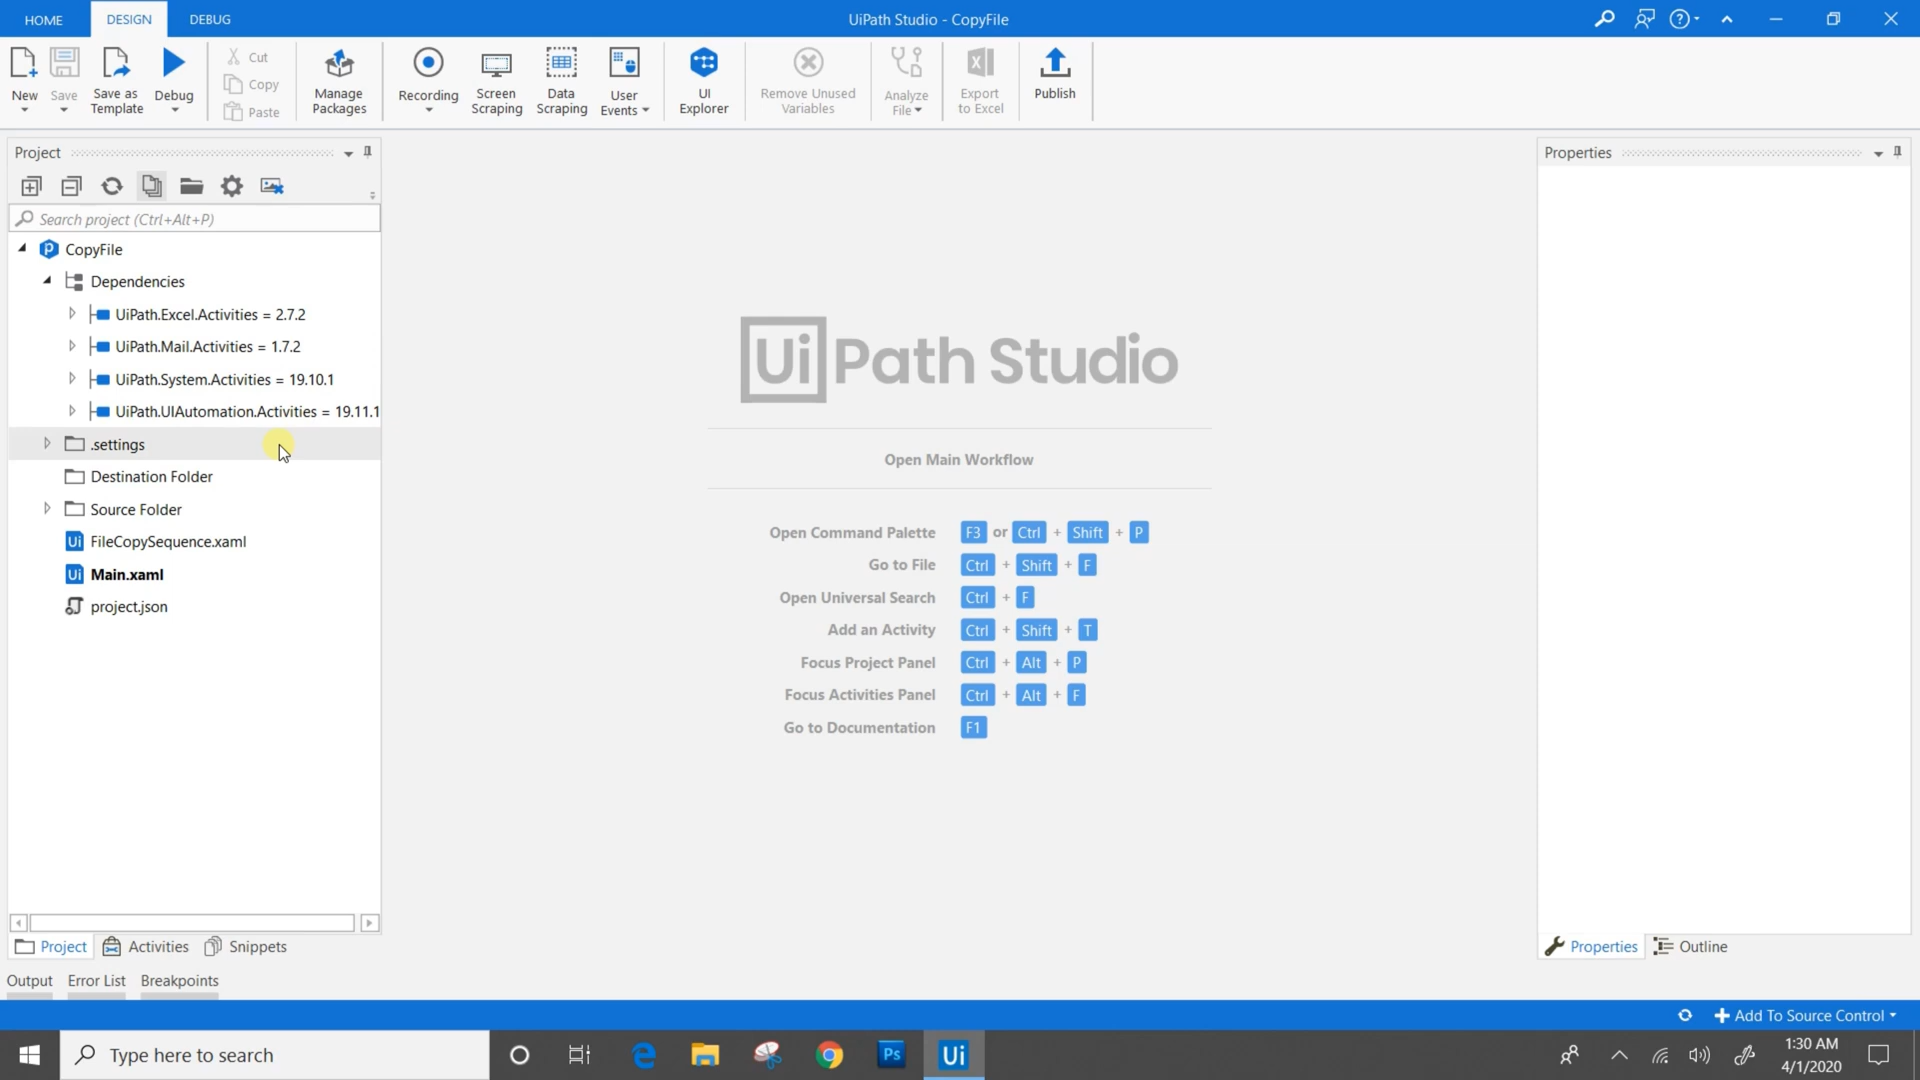 HOME DESIGN DEBUG UiPath Studio - CopyFile
New Save Save as Template Debug
Cut
Copy
Paste
Manage Packages Recording Screen Scraping Data Scraping User Events UI Explorer Remove Unused Variables Analyze File Export to Excel Publish
Project
Search project (Ctrl+Alt+P)
CopyFile
Dependencies
UiPath.Excel.Activities = 2.7.2
UiPath.Mail.Activities = 1.7.2
UiPath.System.Activities = 19.10.1
UiPath.UIAutomation.Activities = 19.11.1
.settings
Destination Folder
Source Folder
Ui FileCopySequence.xaml
Ui Main.xaml
project.json
Project Activities Snippets
Output Error List Breakpoints
UiPath Studio
Open Main Workflow
Open Command Palette F3 or Ctrl + Shift + P
Go to File Ctrl + Shift + F
Open Universal Search Ctrl + F
Add an Activity Ctrl + Shift + T
Focus Project Panel Ctrl + Alt + P
Focus Activities Panel Ctrl + Alt + F
Go to Documentation F1
Properties
Properties Outline
Add To Source Control
Type here to search
Ps
Ui
1:30 AM
4/1/2020